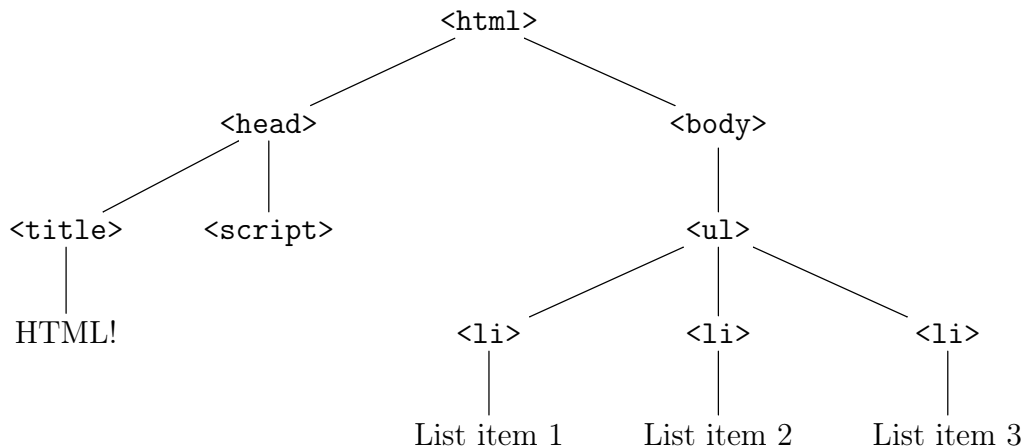 <html>
<head> <body>
<title> <script> <ul>
HTML! <li> <li> <li>
List item 1 List item 2 List item 3